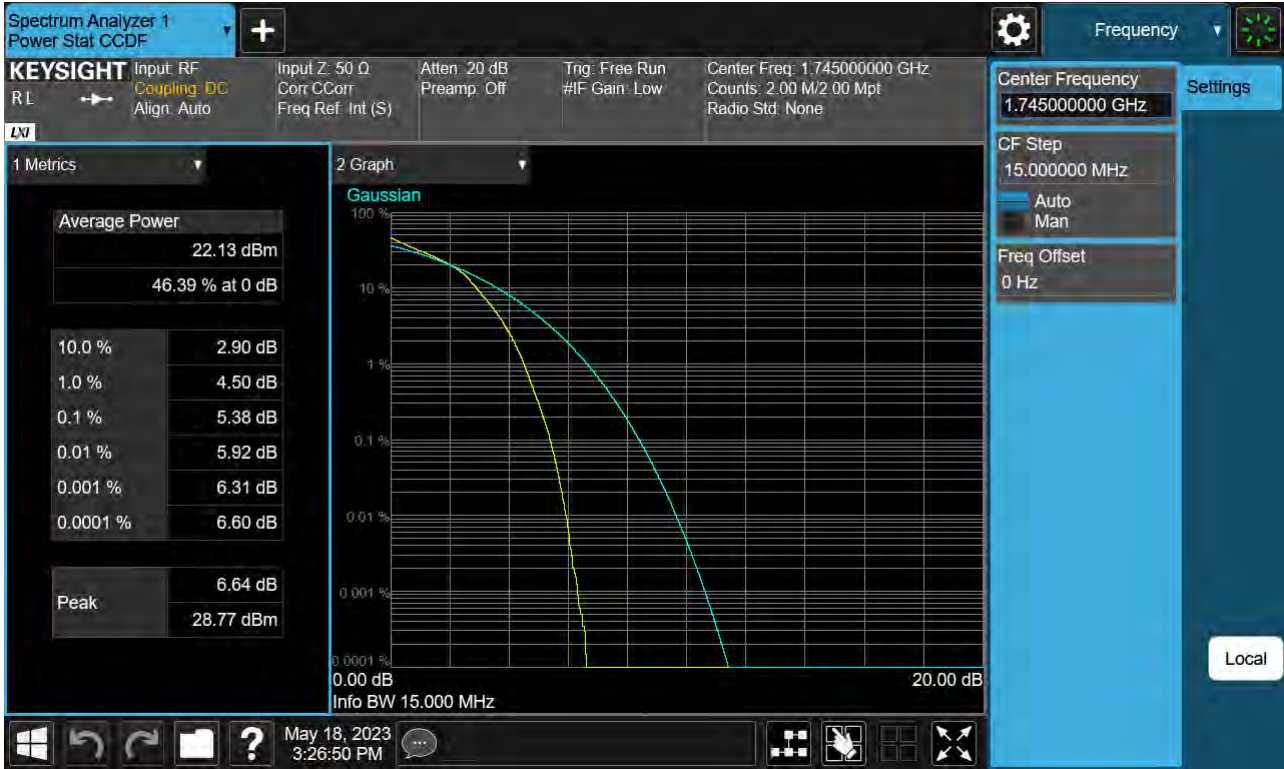 Spectrum Analyzer 1
Power Stat CCDF
Frequency
KEYSIGHT
R L
LXI
Input: RF
Coupling: DC
Align: Auto
Input Z: 50 Ω
Corr CCorr
Freq Ref: Int (S)
Atten: 20 dB
Preamp: Off
Trig: Free Run
#IF Gain: Low
Center Freq: 1.745000000 GHz
Counts: 2.00 M/2.00 Mpt
Radio Std: None
1 Metrics
Average Power
22.13 dBm
46.39 % at 0 dB
10.0 % 2.90 dB
1.0 % 4.50 dB
0.1 % 5.38 dB
0.01 % 5.92 dB
0.001 % 6.31 dB
0.0001 % 6.60 dB
Peak
6.64 dB
28.77 dBm
2 Graph
Gaussian
100 %
10 %
1 %
0.1 %
0.01 %
0.001 %
0.0001 %
0.00 dB 20.00 dB
Info BW 15.000 MHz
Center Frequency
1.745000000 GHz
CF Step
15.000000 MHz
Auto
Man
Freq Offset
0 Hz
Settings
Local
?
May 18, 2023
3:26:50 PM